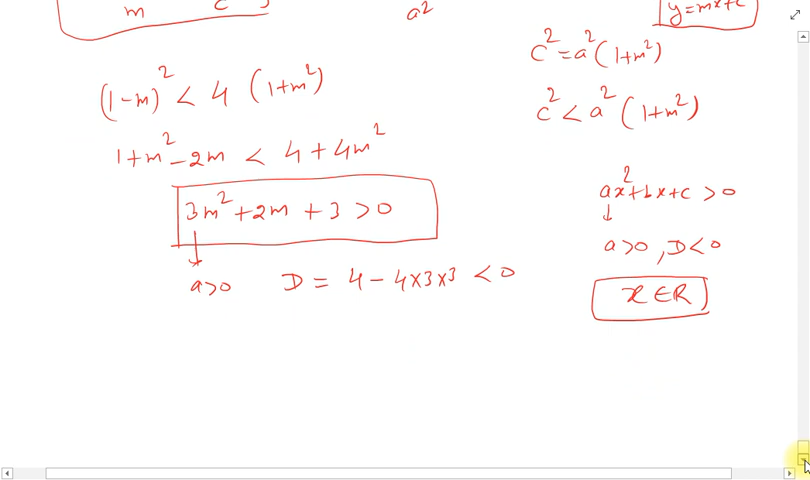 m c
a²
y=mx+c
(1-m)² < 4 (1+m²)
1+m²-2m < 4+4m²
3m²+2m+3>0
a>0 D = 4-4×3×3 <0
c²=a²(1+m²)
c²<a²(1+m²)
ax²+bx+c>0
a>0, D<0
x∈R